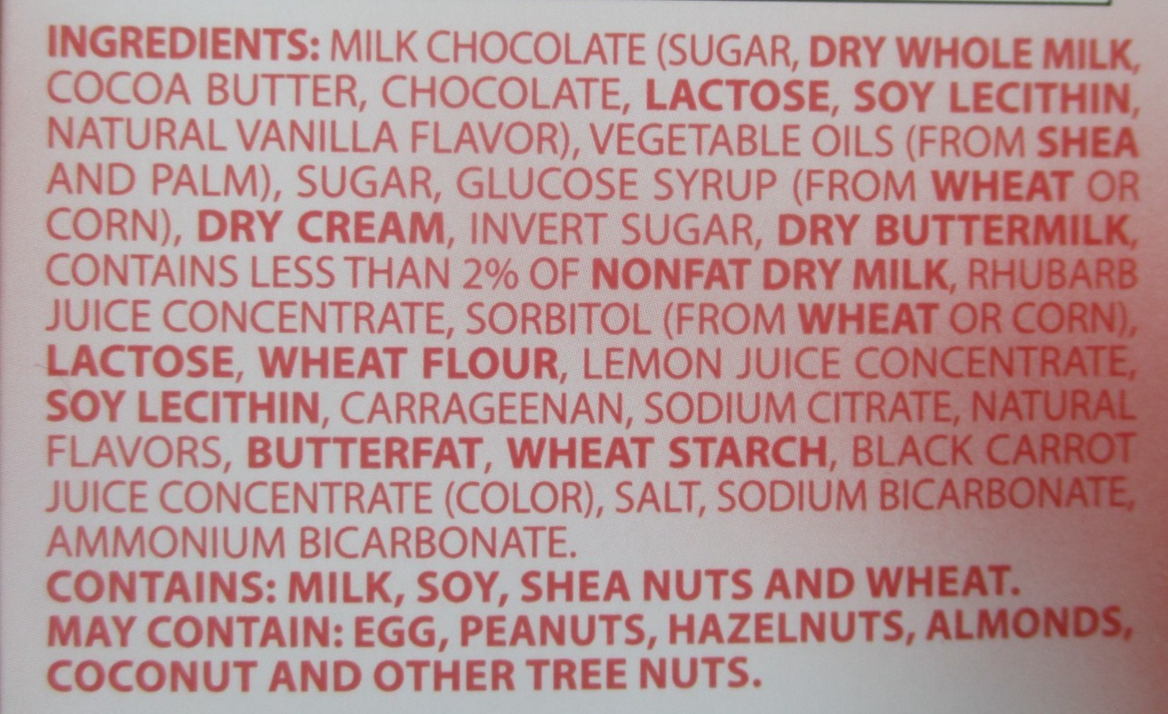 INGREDIENTS: MILK CHOCOLATE (SUGAR, DRY WHOLE MILK,
COCOA BUTTER, CHOCOLATE, LACTOSE, SOY LECITHIN,
NATURAL VANILLA FLAVOR), VEGETABLE OILS (FROM SHEA
AND PALM), SUGAR, GLUCOSE SYRUP (FROM WHEAT OR
CORN), DRY CREAM, INVERT SUGAR, DRY BUTTERMILK,
CONTAINS LESS THAN 2% OF NONFAT DRY MILK, RHUBARB
JUICE CONCENTRATE, SORBITOL (FROM WHEAT OR CORN),
LACTOSE, WHEAT FLOUR, LEMON JUICE CONCENTRATE,
SOY LECITHIN, CARRAGEENAN, SODIUM CITRATE, NATURAL
FLAVORS, BUTTERFAT, WHEAT STARCH, BLACK CARROT
JUICE CONCENTRATE (COLOR), SALT, SODIUM BICARBONATE,
AMMONIUM BICARBONATE.
CONTAINS: MILK, SOY, SHEA NUTS AND WHEAT.
MAY CONTAIN: EGG, PEANUTS, HAZELNUTS, ALMONDS,
COCONUT AND OTHER TREE NUTS.